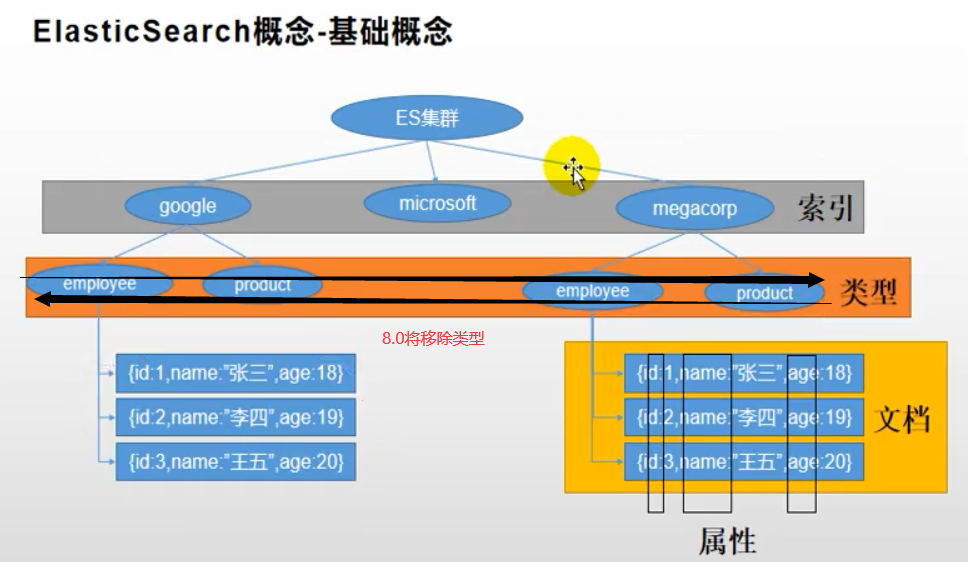 ElasticSearch概念-基础概念
ES集群
google
microsoft
megacorp
索引
employee
product
employee
product
类型
8.0将移除类型
{id:1,name:”张三”,age:18}
{id:2,name:”李四”,age:19}
{id:3,name:”王五”,age:20}
{id:1,name:”张三”,age:18}
{id:2,name:”李四”,age:19}
{id:3,name:”王五”,age:20}
文档
属性